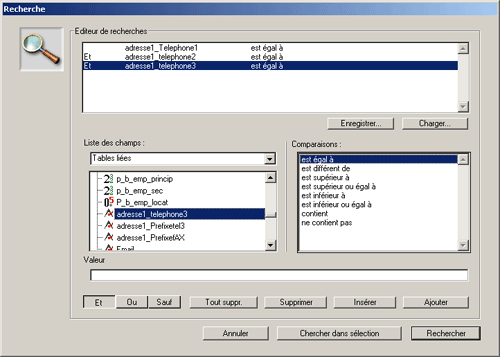 Recherche
Editeur de recherches
adresse1_Telephone1 est égal à
Et adresse1_telephone2 est égal à
Et adresse1_telephone3 est égal à
Enregistrer... Charger...
Liste des champs : Comparaisons :
Tables liées
p_b_emp_princip
p_b_emp_sec
P_b_emp_locat
adresse1_telephone3
adresse1_Prefixetel3
adresse1_PrefixefAX
Email
est égal à
est différent de
est supérieur à
est supérieur ou égal à
est inférieur à
est inférieur ou égal à
contient
ne contient pas
Valeur
Et Ou Sauf Tout suppr. Supprimer Insérer Ajouter
Annuler Chercher dans sélection Rechercher